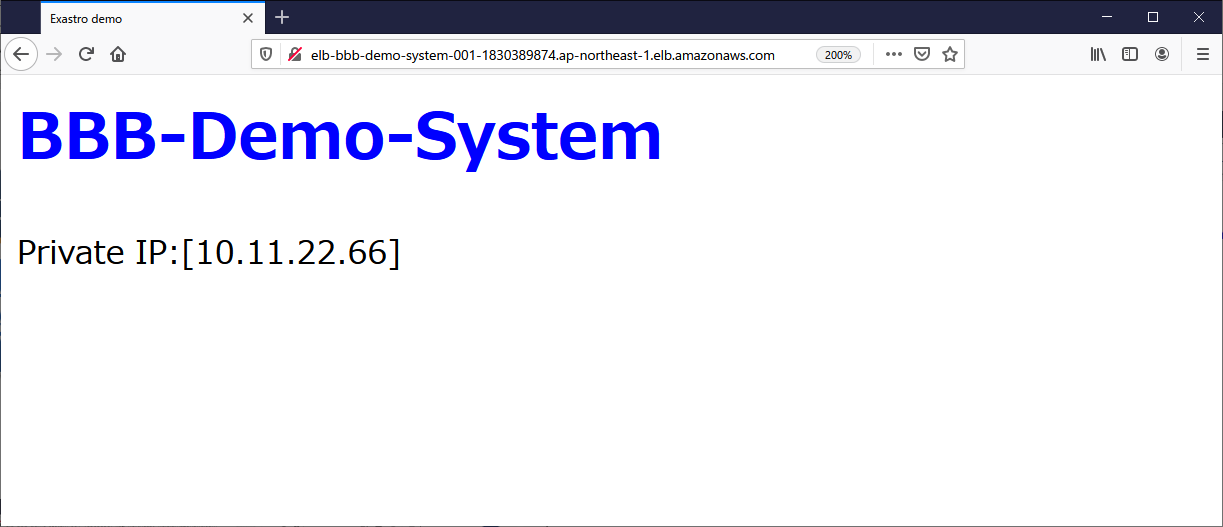 Exastro demo
elb-bbb-demo-system-001-1830389874.ap-northeast-1.elb.amazonaws.com
200%
BBB-Demo-System
Private IP:[10.11.22.66]